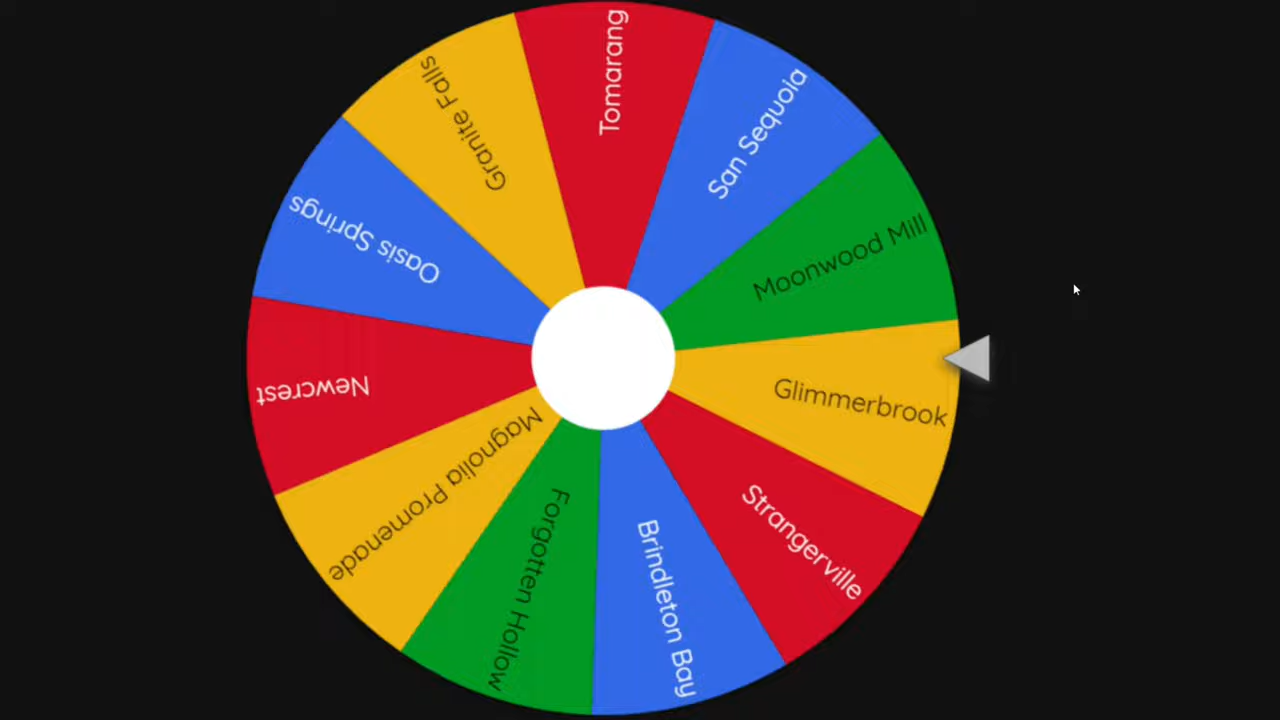 Tomarang
San Sequoia
Moonwood Mill
Glimmerbrook
Strangerville
Brindleton Bay
Forgotten Hollow
Magnolia Promenade
Newcrest
Oasis Springs
Granite Falls